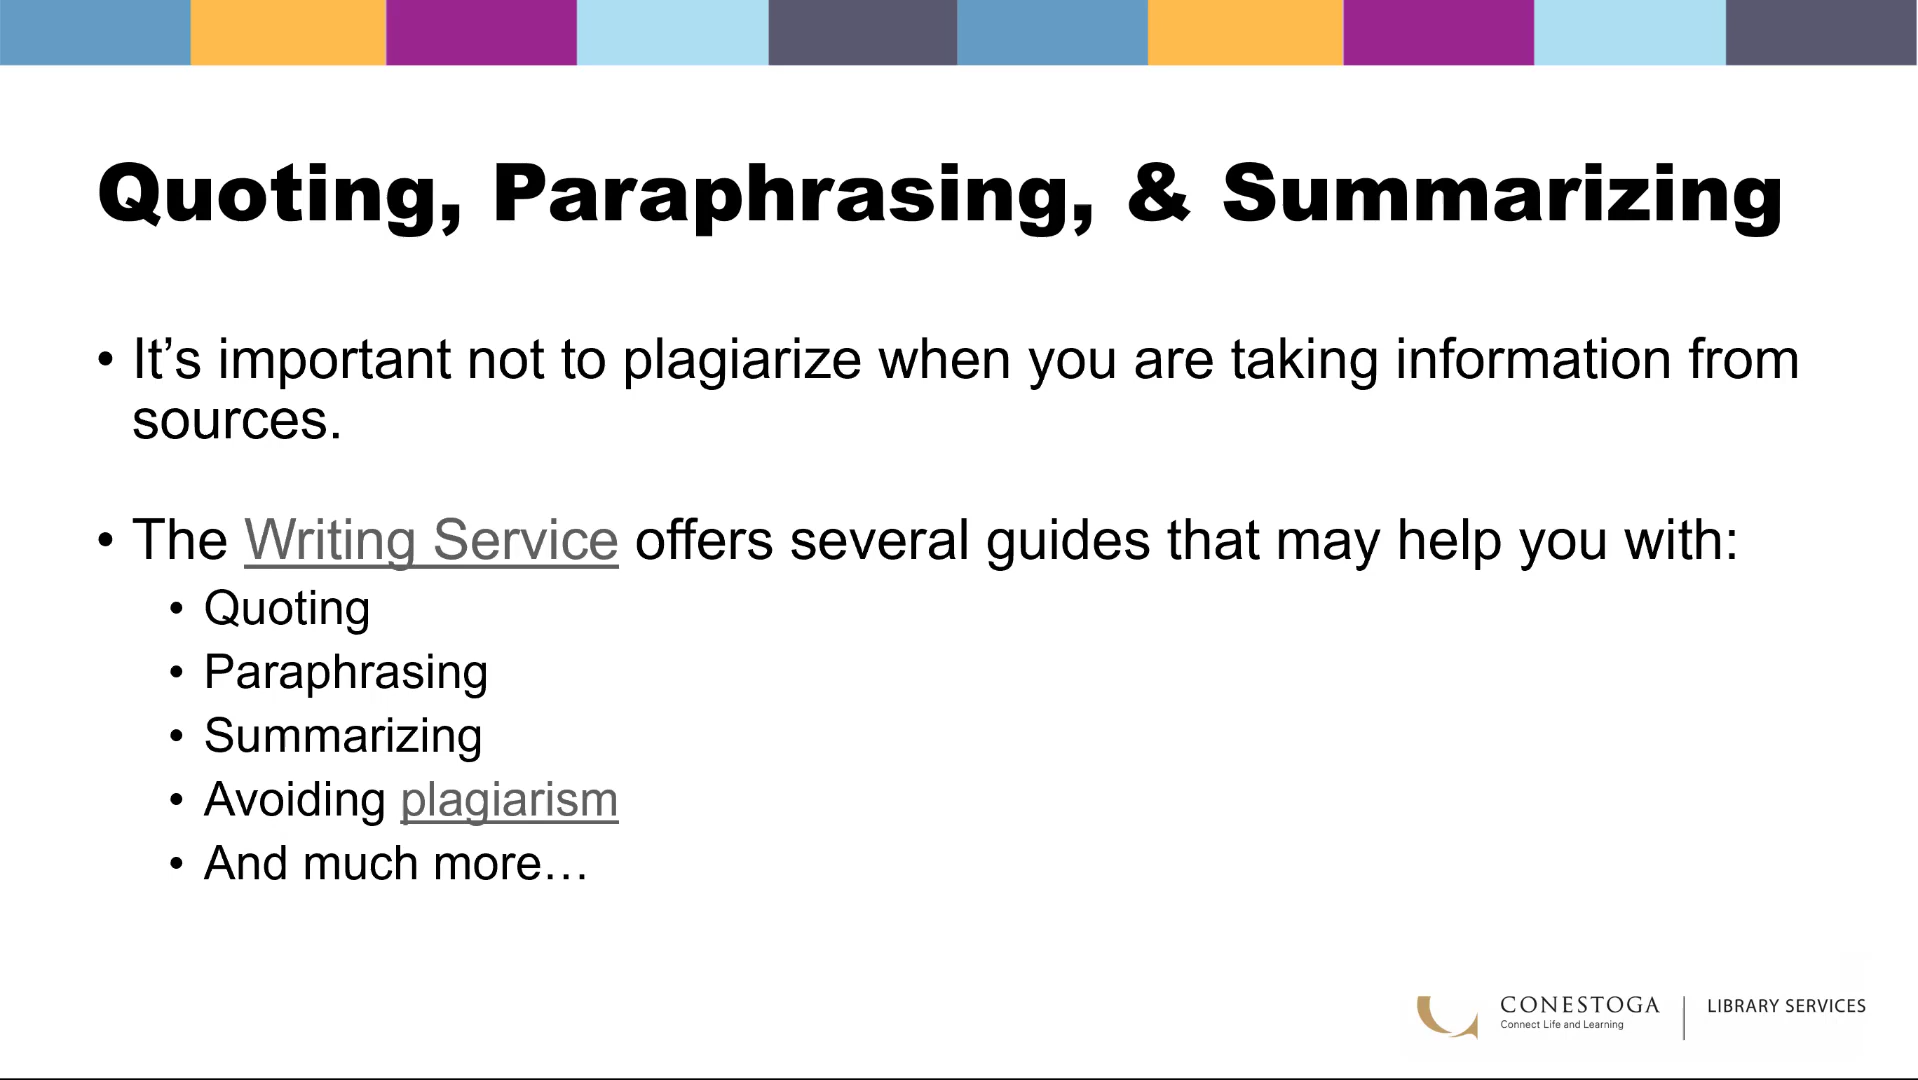 Quoting, Paraphrasing, & Summarizing
• It’s important not to plagiarize when you are taking information from
sources.
• The Writing Service offers several guides that may help you with:
• Quoting
• Paraphrasing
• Summarizing
• Avoiding plagiarism
• And much more…
CONESTOGA
Connect Life and Learning
LIBRARY SERVICES